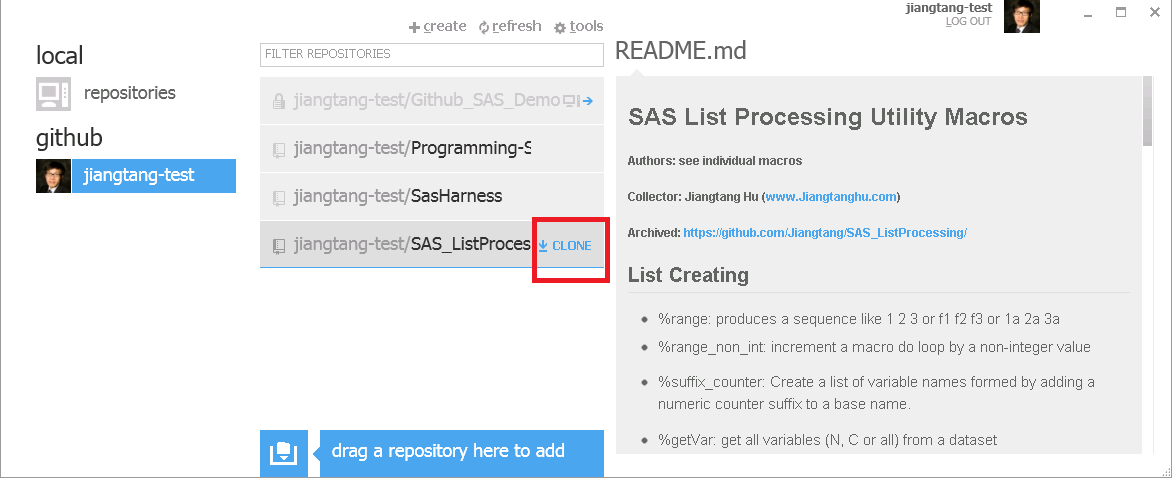 jiangtang-test
LOG OUT
create refresh tools
local
repositories
github
jiangtang-test
FILTER REPOSITORIES
jiangtang-test/Github_SAS_Demo
jiangtang-test/Programming-S
jiangtang-test/SasHarness
jiangtang-test/SAS_ListProces CLONE
drag a repository here to add
README.md
SAS List Processing Utility Macros
Authors: see individual macros
Collector: Jiangtang Hu (www.Jiangtanghu.com)
Archived: https://github.com/Jiangtang/SAS_ListProcessing/
List Creating
• %range: produces a sequence like 1 2 3 or f1 f2 f3 or 1a 2a 3a
• %range_non_int: increment a macro do loop by a non-integer value
• %suffix_counter: Create a list of variable names formed by adding a
numeric counter suffix to a base name.
• %getVar: get all variables (N, C or all) from a dataset